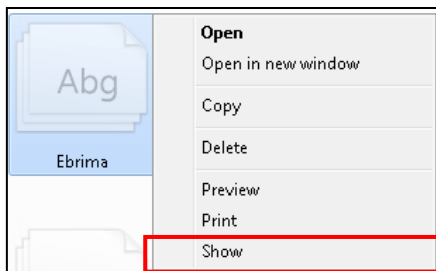 Abg
Ebrima
Open
Open in new window
Copy
Delete
Preview
Print
Show